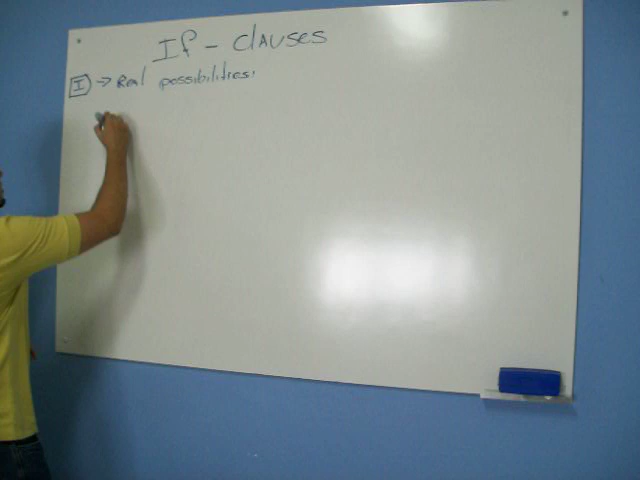 If - clauses
I → Real possibilities: